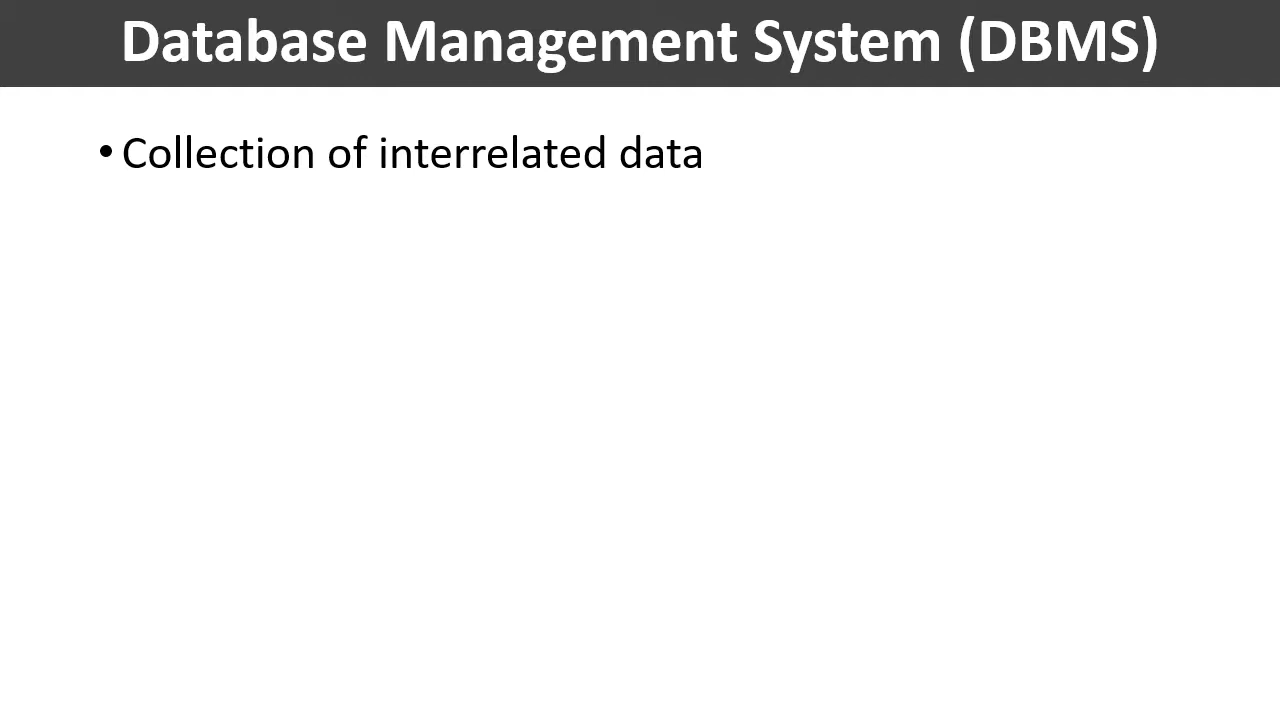 Database Management System (DBMS)
• Collection of interrelated data